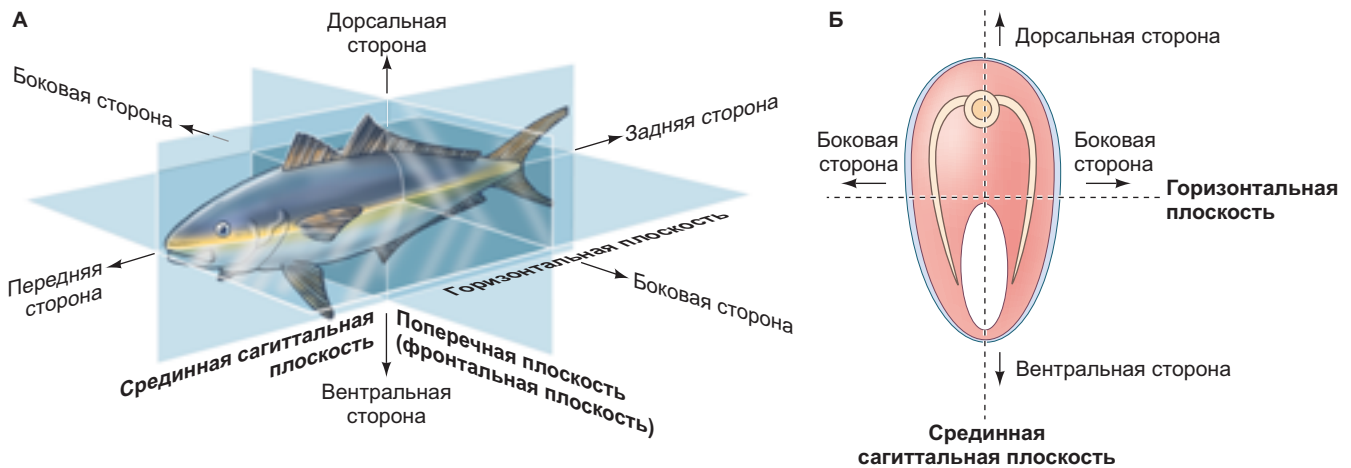 А
Дорсальная
сторона
Боковая сторона
Задняя сторона
Передняя
сторона
Горизонтальная плоскость
Боковая сторона
Срединная сагиттальная
плоскость
Поперечная плоскость
(фронтальная плоскость)
Вентральная
сторона
Б
Дорсальная сторона
Боковая
сторона
Боковая
сторона
Горизонтальная
плоскость
Вентральная сторона
Срединная
сагиттальная плоскость